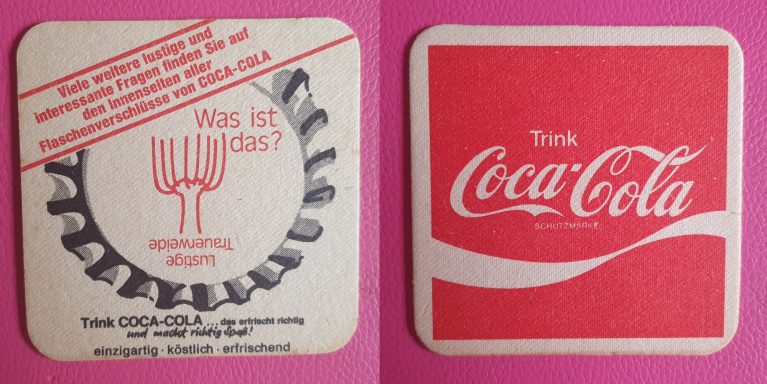 Viele weitere lustige und
interessante Fragen finden Sie auf
den Innenseiten aller
Flaschenverschlüsse von COCA-COLA
Was ist
das?
Lustige
Trauerweide
Trink COCA-COLA ...das erfrischt richtig
und macht richtig Spaß!
einzigartig · köstlich · erfrischend
Trink
Coca-Cola
SCHUTZMARKE